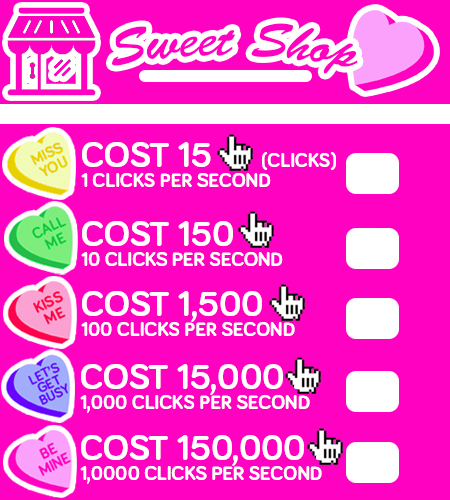 Sweet Shop
MISS
YOU
COST 15 (CLICKS)
1 CLICKS PER SECOND
CALL
ME
COST 150
10 CLICKS PER SECOND
KISS
ME
COST 1,500
100 CLICKS PER SECOND
LET'S
GET
BUSY
COST 15,000
1,000 CLICKS PER SECOND
BE
MINE
COST 150,000
1,0000 CLICKS PER SECOND